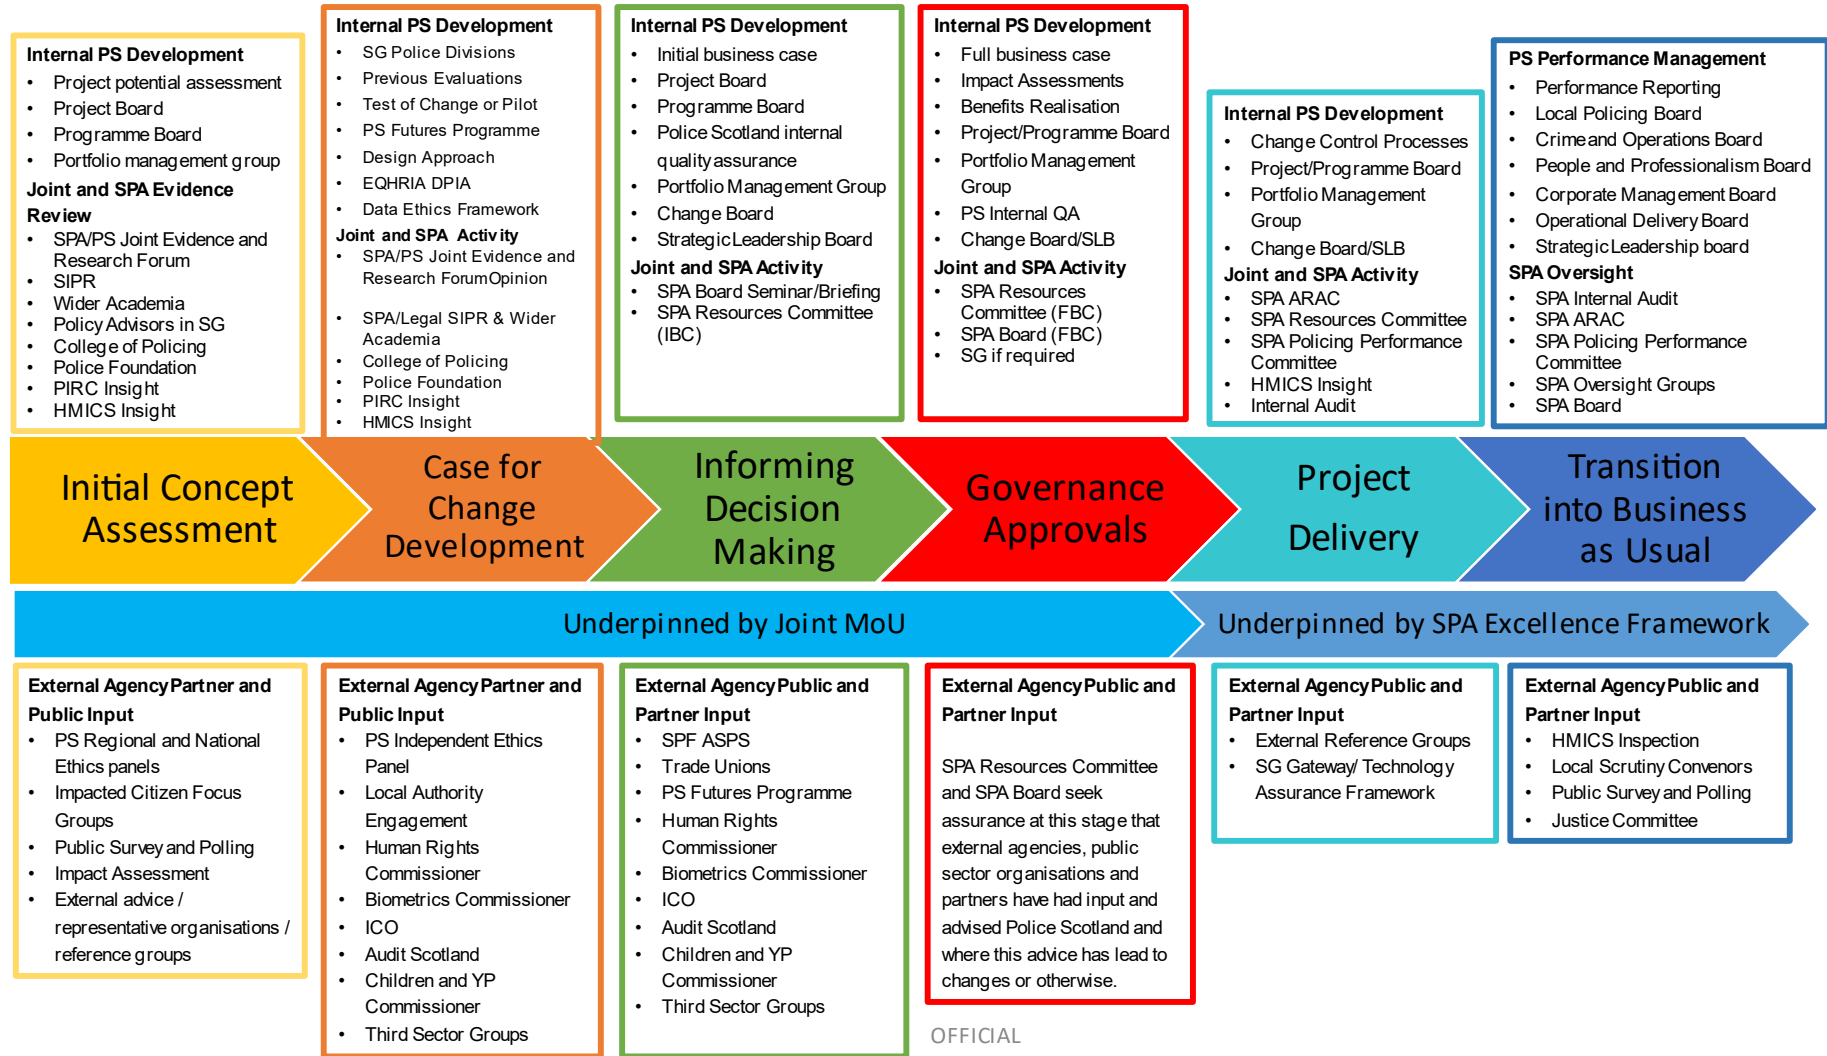 Internal PS Development
• Project potential assessment
• Project Board
• Programme Board
• Portfolio management group
Joint and SPA Evidence
Review
• SPA/PS Joint Evidence and
Research Forum
• SIPR
• Wider Academia
• Policy Advisors in SG
• College of Policing
• Police Foundation
• PIRC Insight
• HMICS Insight
Internal PS Development
• SG Police Divisions
• Previous Evaluations
• Test of Change or Pilot
• PS Futures Programme
• Design Approach
• EQHRIA DPIA
• Data Ethics Framework
Joint and SPA Activity
• SPA/PS Joint Evidence and
Research ForumOpinion
• SPA/Legal SIPR & Wider
Academia
• College of Policing
• Police Foundation
• PIRC Insight
• HMICS Insight
Internal PS Development
• Initial business case
• Project Board
• Programme Board
• Police Scotland internal
quality assurance
• Portfolio Management Group
• Change Board
• Strategic Leadership Board
Joint and SPA Activity
• SPA Board Seminar/Briefing
• SPA Resources Committee
(IBC)
Internal PS Development
• Full business case
• Impact Assessments
• Benefits Realisation
• Project/Programme Board
• Portfolio Management
Group
• PS Internal QA
• Change Board/SLB
Joint and SPA Activity
• SPA Resources
Committee (FBC)
• SPA Board (FBC)
• SG if required
Internal PS Development
• Change Control Processes
• Project/Programme Board
• Portfolio Management
Group
• Change Board/SLB
Joint and SPA Activity
• SPA ARAC
• SPA Resources Committee
• SPA Policing Performance
Committee
• HMICS Insight
• Internal Audit
PS Performance Management
• Performance Reporting
• Local Policing Board
• Crime and Operations Board
• People and Professionalism Board
• Corporate Management Board
• Operational Delivery Board
• Strategic Leadership board
SPA Oversight
• SPA Internal Audit
• SPA ARAC
• SPA Policing Performance
Committee
• SPA Oversight Groups
• SPA Board
Initial Concept
Assessment
Case for
Change
Development
Informing
Decision
Making
Governance
Approvals
Project
Delivery
Transition
into Business
as Usual
Underpinned by Joint MoU
Underpinned by SPA Excellence Framework
External Agency Partner and
Public Input
• PS Regional and National
Ethics panels
• Impacted Citizen Focus
Groups
• Public Survey and Polling
• Impact Assessment
• External advice /
representative organisations /
reference groups
External Agency Partner and
Public Input
• PS Independent Ethics
Panel
• Local Authority
Engagement
• Human Rights
Commissioner
• Biometrics Commissioner
• ICO
• Audit Scotland
• Children and YP
Commissioner
• Third Sector Groups
External Agency Public and
Partner Input
• SPF ASPS
• Trade Unions
• PS Futures Programme
• Human Rights
Commissioner
• Biometrics Commissioner
• ICO
• Audit Scotland
• Children and YP
Commissioner
• Third Sector Groups
External Agency Public and
Partner Input
SPA Resources Committee
and SPA Board seek
assurance at this stage that
external agencies, public
sector organisations and
partners have had input and
advised Police Scotland and
where this advice has lead to
changes or otherwise.
External Agency Public and
Partner Input
• External Reference Groups
• SG Gateway/ Technology
Assurance Framework
External Agency Public and
Partner Input
• HMICS Inspection
• Local Scrutiny Convenors
• Public Survey and Polling
• Justice Committee
OFFICIAL